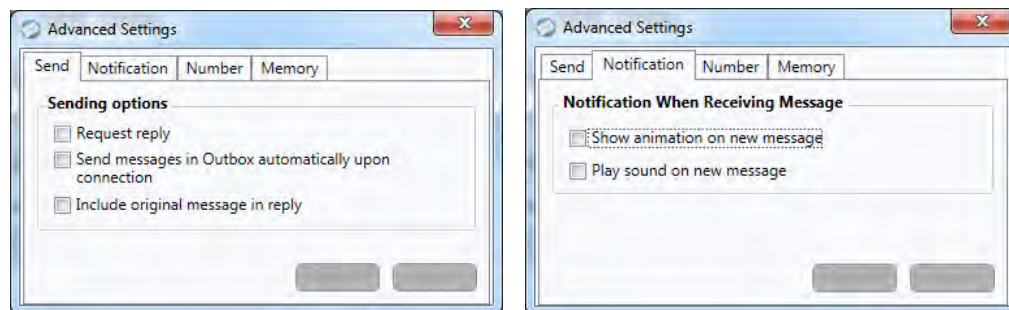 Advanced Settings
Send Notification Number Memory
Sending options
Request reply
Send messages in Outbox automatically upon
connection
Include original message in reply
Advanced Settings
Send Notification Number Memory
Notification When Receiving Message
Show animation on new message
Play sound on new message